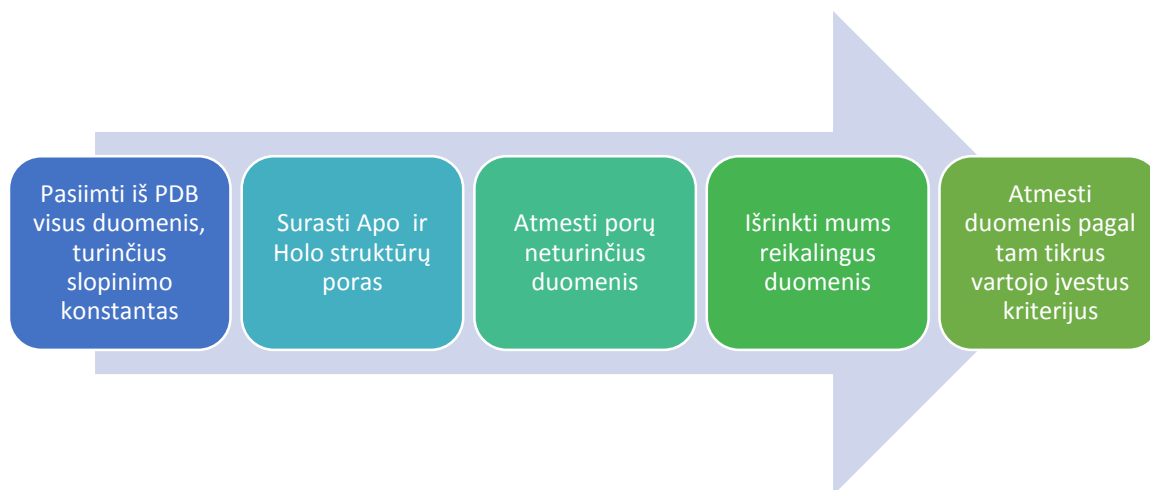 Pasiimti iš PDB
visus duomenis,
turinčius
slopinimo
konstantas
Surasti Apo ir
Holo struktūrų
poras
Atmesti porų
neturinčius
duomenis
Išrinkti mums
reikalingus
duomenis
Atmesti
duomenis pagal
tam tikrus
vartojo įvestus
kriterijus